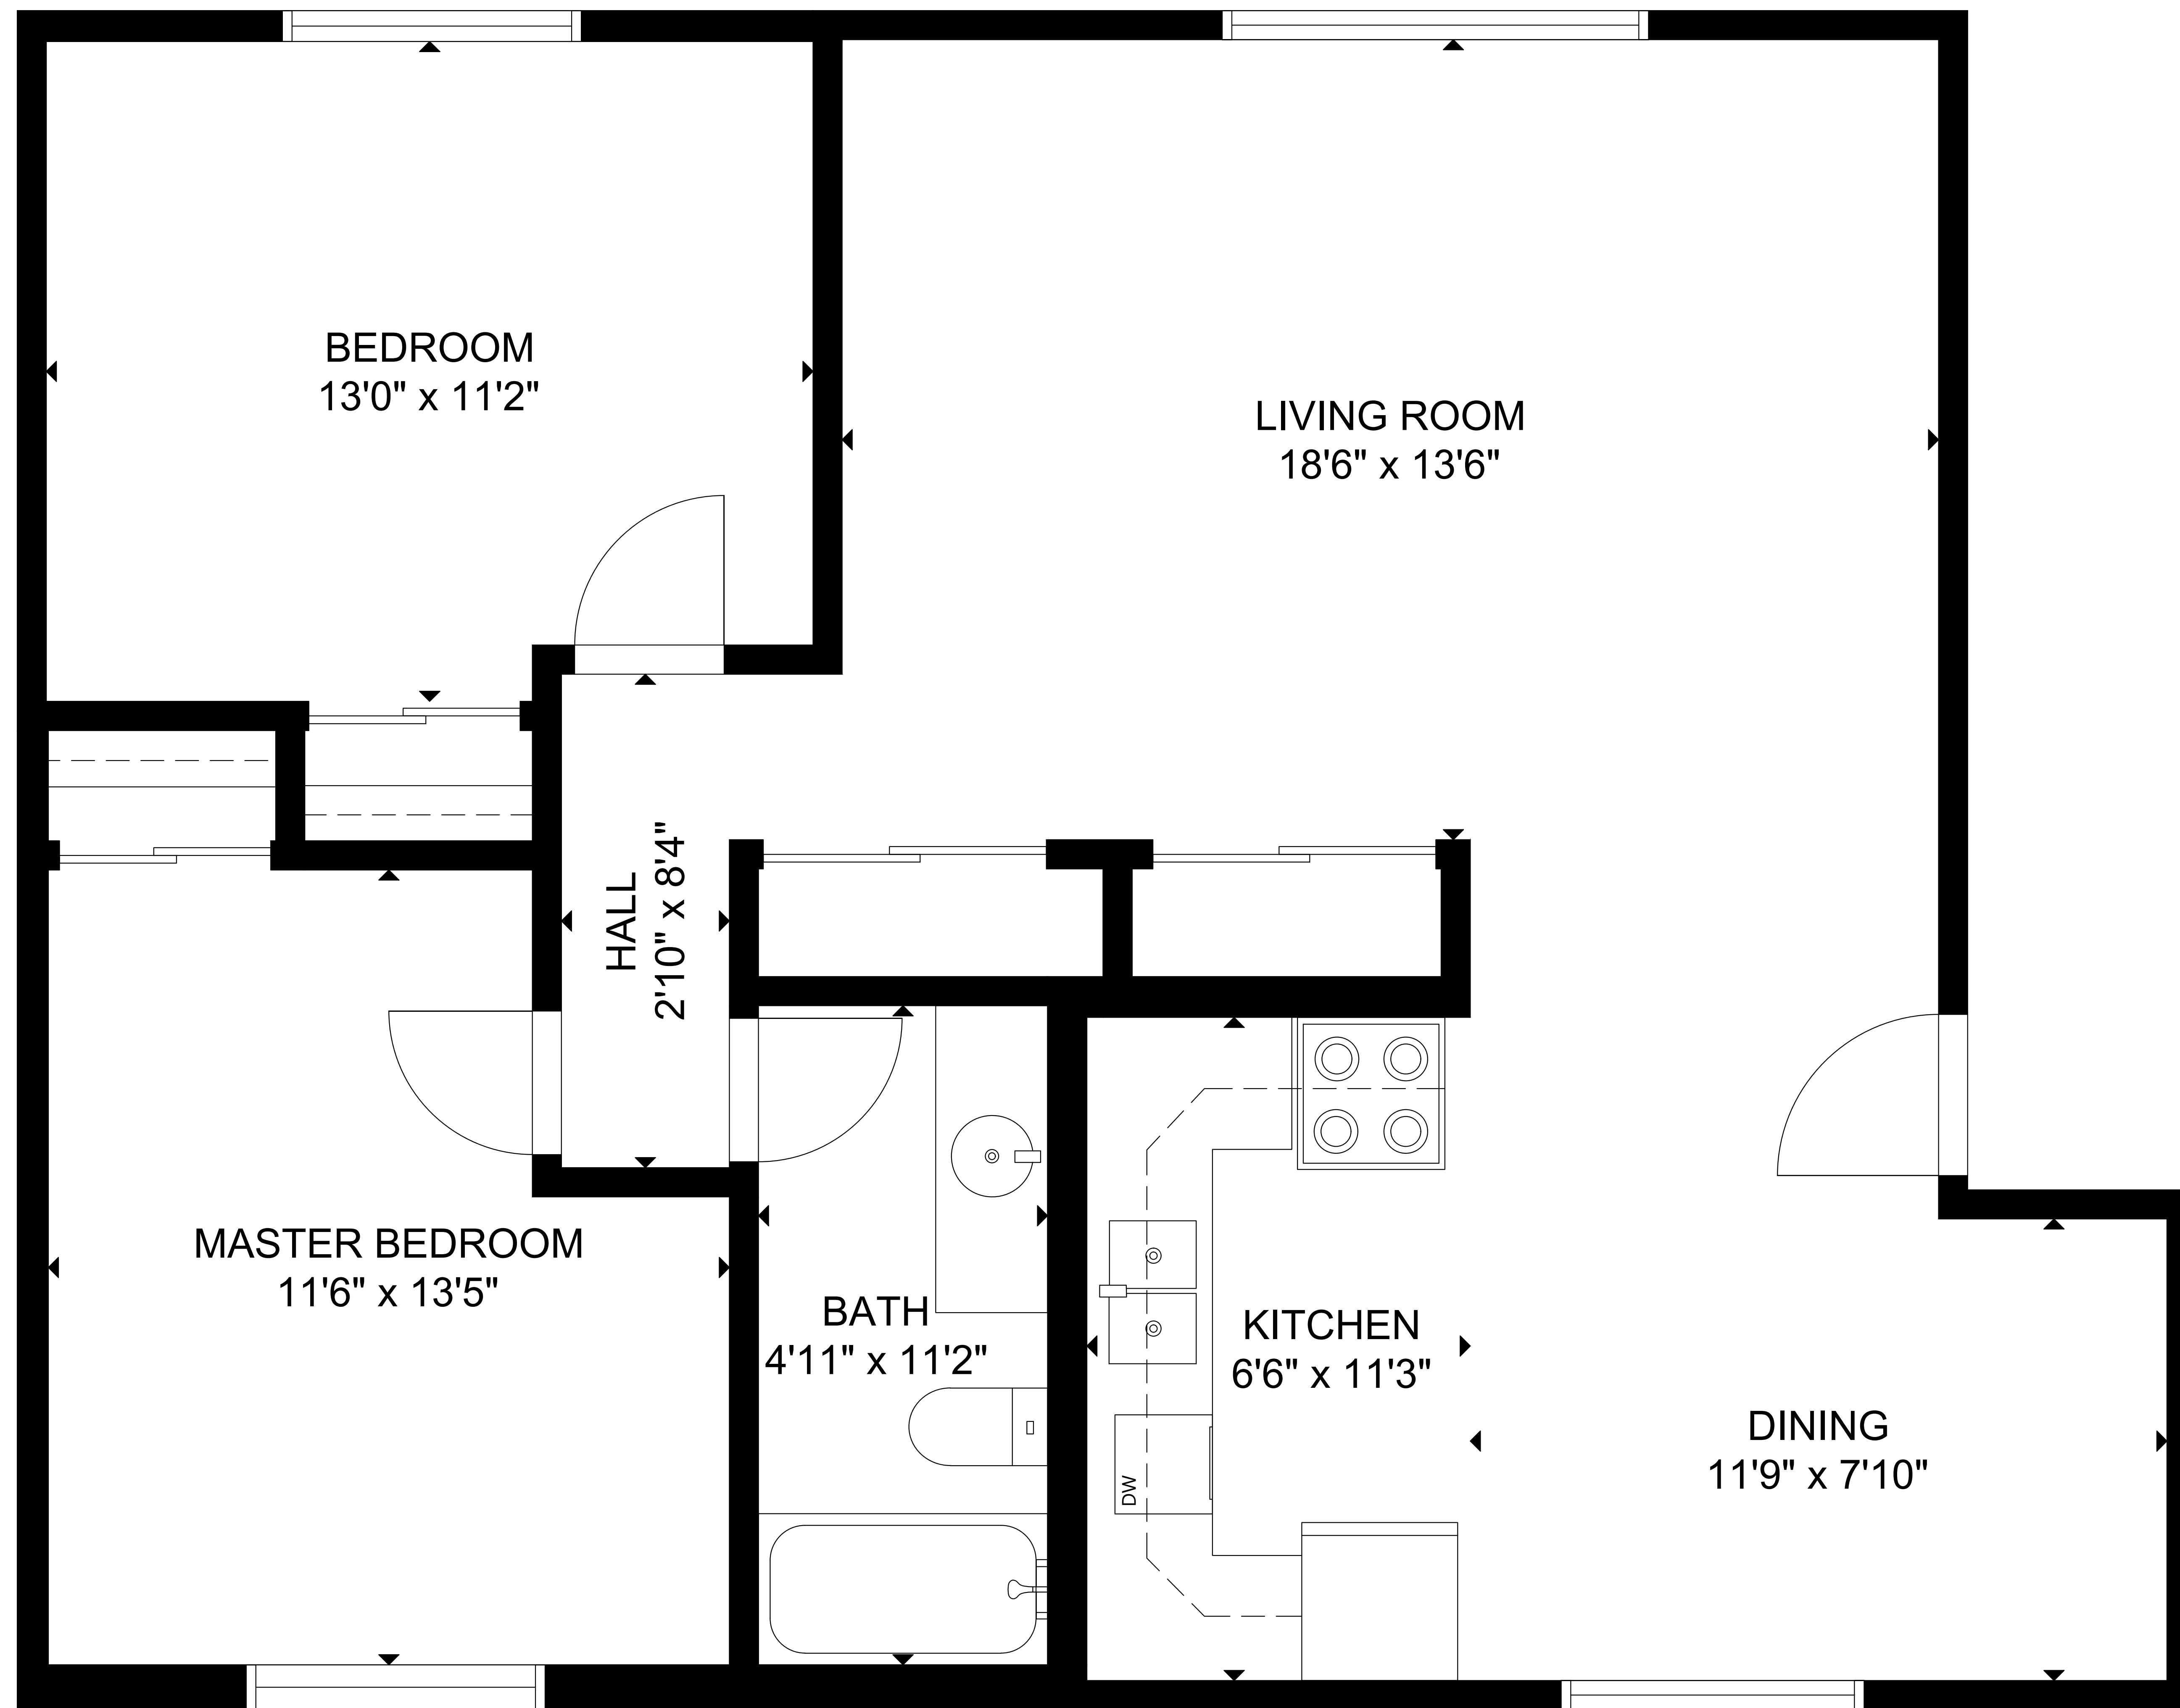 BEDROOM
13'0" x 11'2"
LIVING ROOM
18'6" x 13'6"
HALL
2'10" x 8'4"
MASTER BEDROOM
11'6" x 13'5"
BATH
4'11" x 11'2"
KITCHEN
6'6" x 11'3"
DW
DINING
11'9" x 7'10"